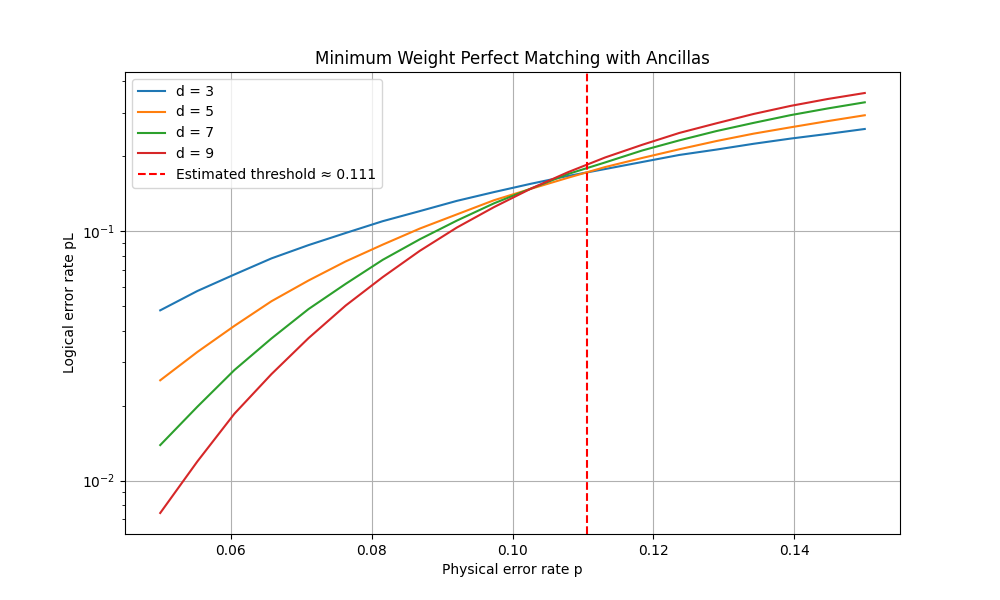 Minimum Weight Perfect Matching with Ancillas
d = 3
d = 5
d = 7
d = 9
Estimated threshold ≈ 0.111
Logical error rate pL
10⁻¹
10⁻²
0.06 0.08 0.10 0.12 0.14
Physical error rate p